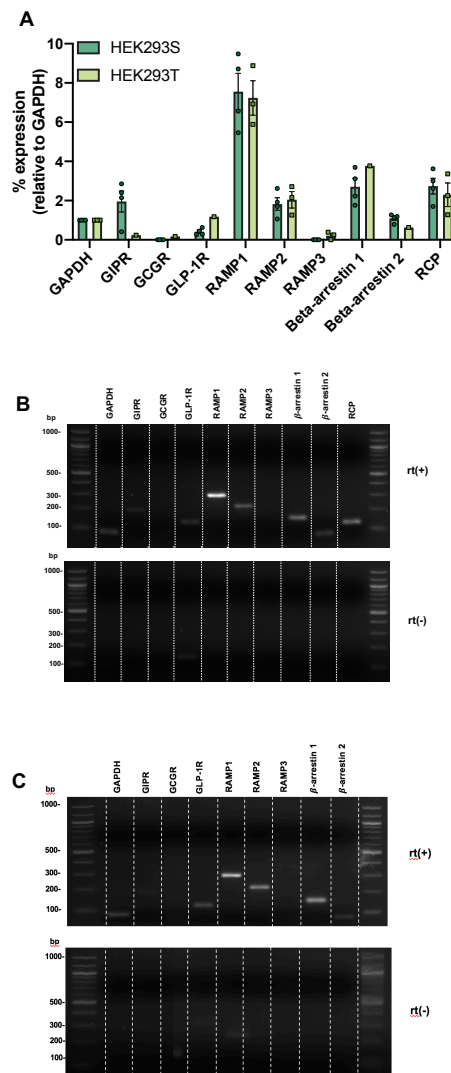 A
% expression
(relative to GAPDH)
10
8
6
4
2
0
HEK293S
HEK293T
GAPDH
GIPR
GCGR
GLP-1R
RAMP1
RAMP2
RAMP3
Beta-arrestin 1
Beta-arrestin 2
RCP
B
bp
GAPDH
GIPR
GCGR
GLP-1R
RAMP1
RAMP2
RAMP3
β-arrestin 1
β-arrestin 2
RCP
1000-
500-
300-
200-
100-
rt(+)
bp
1000-
500-
300-
200-
100-
rt(-)
C
bp
GAPDH
GIPR
GCGR
GLP-1R
RAMP1
RAMP2
RAMP3
β-arrestin 1
β-arrestin 2
1000-
500-
300-
200-
100-
rt(+)
bp
1000-
500-
300-
200-
100-
rt(-)